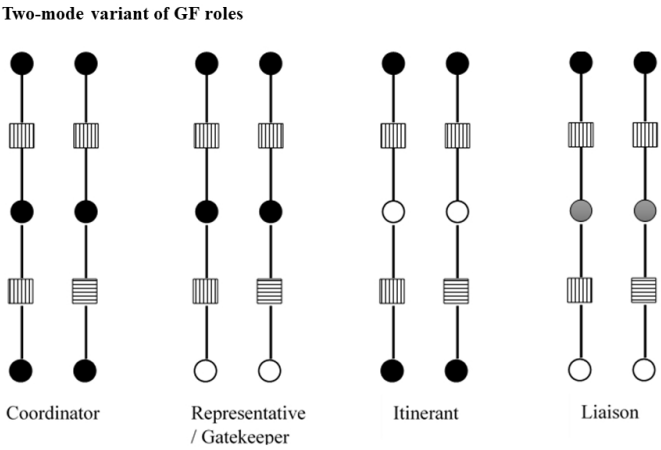 Two-mode variant of GF roles
Coordinator
Representative
/ Gatekeeper
Itinerant
Liaison